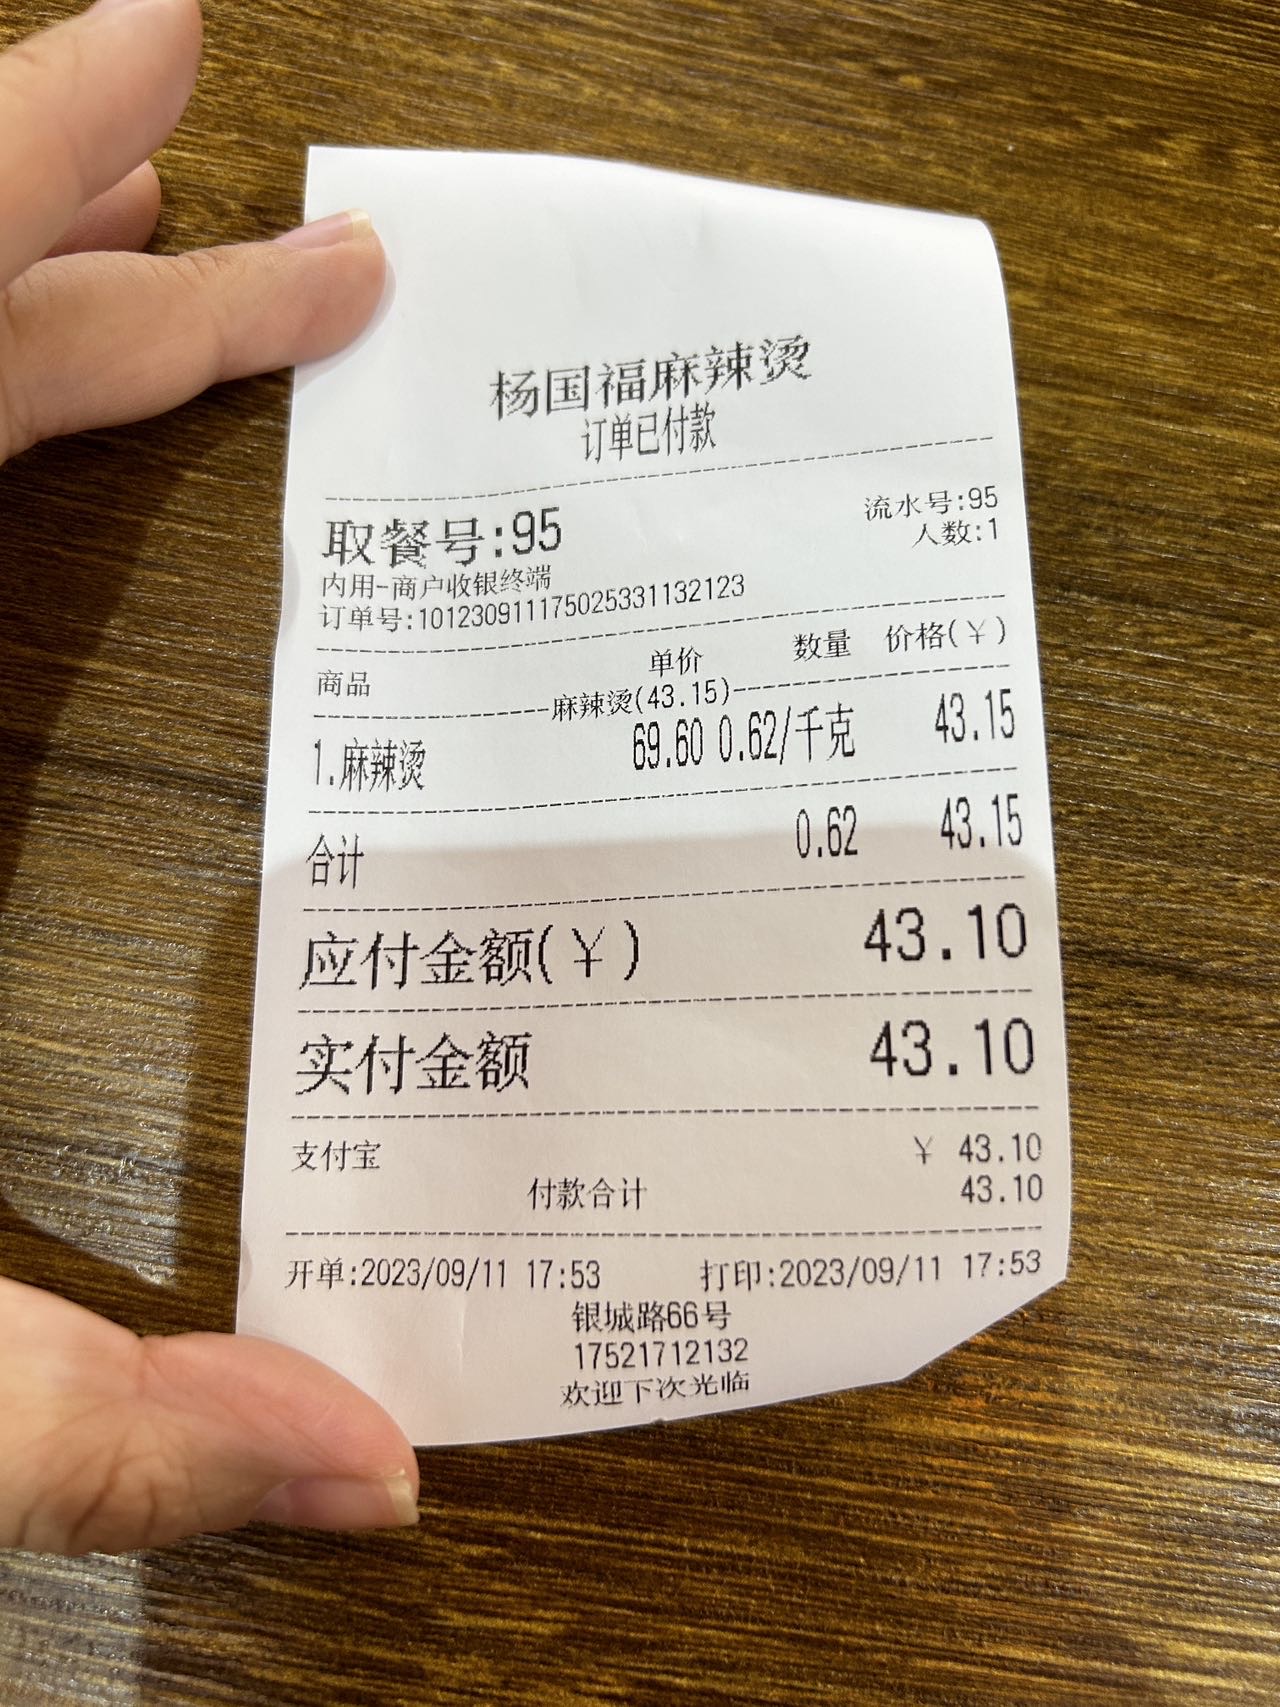 杨国福麻辣烫
订单已付款
取餐号:95
流水号:95
人数:1
内用-商户收银终端
订单号:10123091117502533113​2123
商品 单价 数量 价格(￥)
麻辣烫(43.15)
1.麻辣烫 69.60 0.62/千克 43.15
合计 0.62 43.15
应付金额(￥) 43.10
实付金额 43.10
支付宝 ￥ 43.10
付款合计 43.10
开单:2023/09/11 17:53 打印:2023/09/11 17:53
银城路66号
17521712132
欢迎下次光临